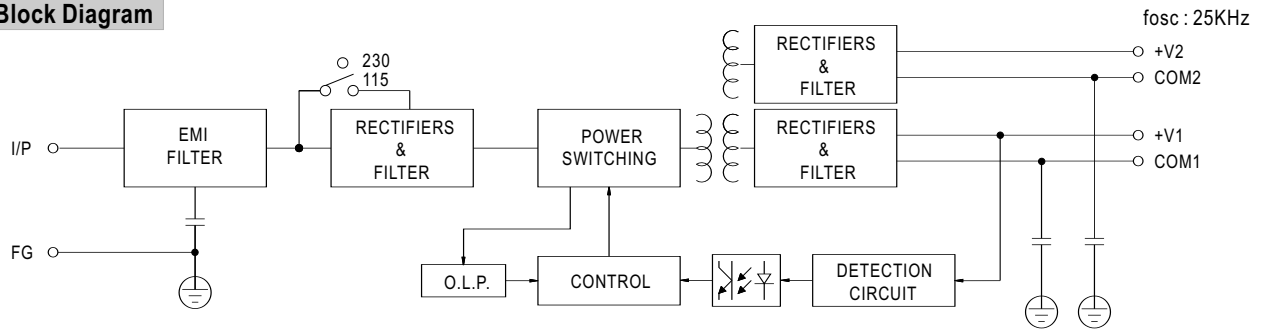 Block Diagram
fosc : 25KHz
230
115
I/P
EMI
FILTER
RECTIFIERS
&
FILTER
POWER
SWITCHING
RECTIFIERS
&
FILTER
+V2
COM2
RECTIFIERS
&
FILTER
+V1
COM1
FG
O.L.P.
CONTROL
DETECTION
CIRCUIT